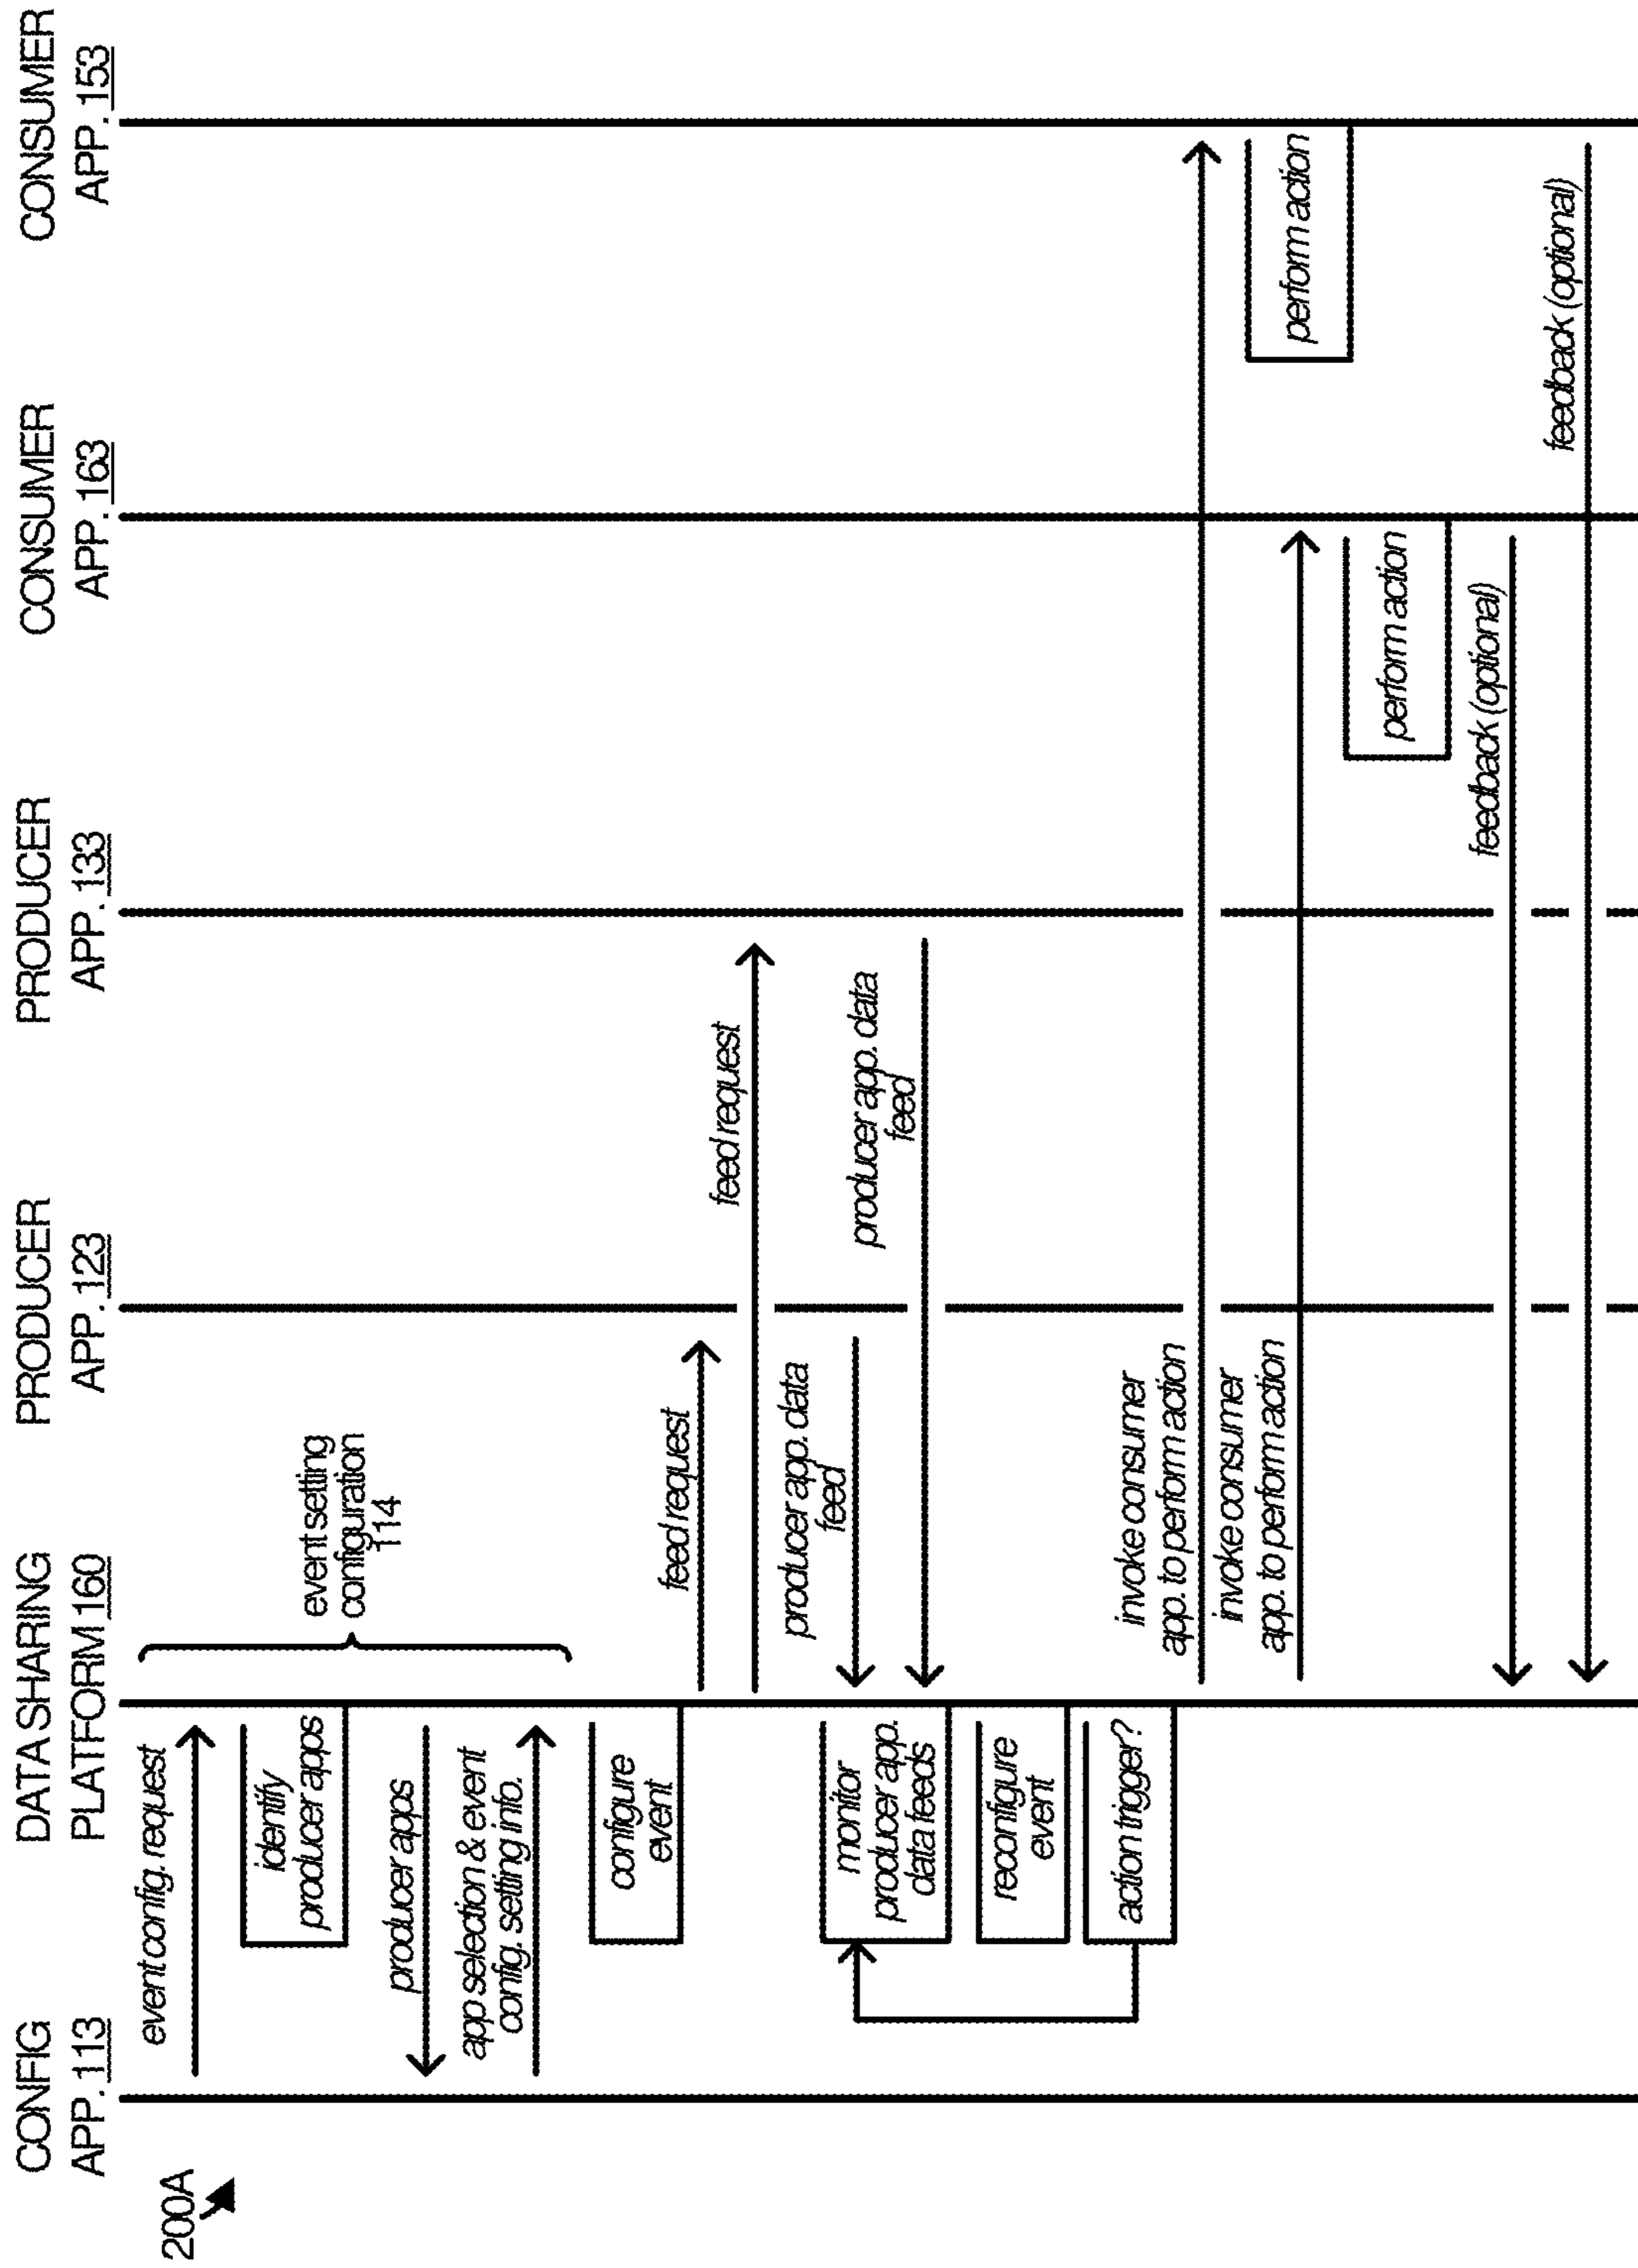 200A
CONFIG
APP. 113
DATA SHARING
PLATFORM 160
PRODUCER
APP. 123
PRODUCER
APP. 133
CONSUMER
APP. 163
CONSUMER
APP. 153
event config. request
identify
producer apps
producer apps
app selection & event
config. setting info.
event setting
configuration
114
configure
event
feed request
feed request
monitor
producer app.
data feeds
producer app. data
feed
producer app. data
feed
reconfigure
event
action trigger?
invoke consumer
app. to perform action
invoke consumer
app. to perform action
perform action
perform action
feedback (optional)
feedback (optional)